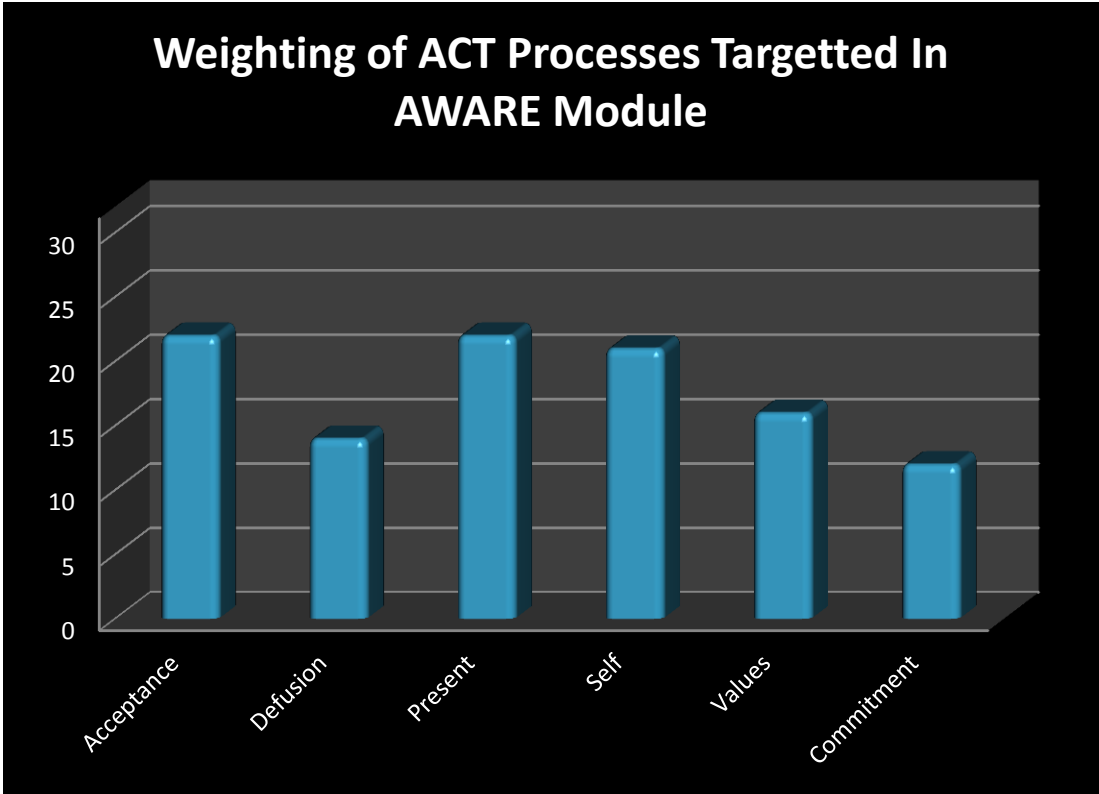 Weighting of ACT Processes Targetted In
AWARE Module
30
25
20
15
10
5
0
Acceptance
Defusion
Present
Self
Values
Commitment